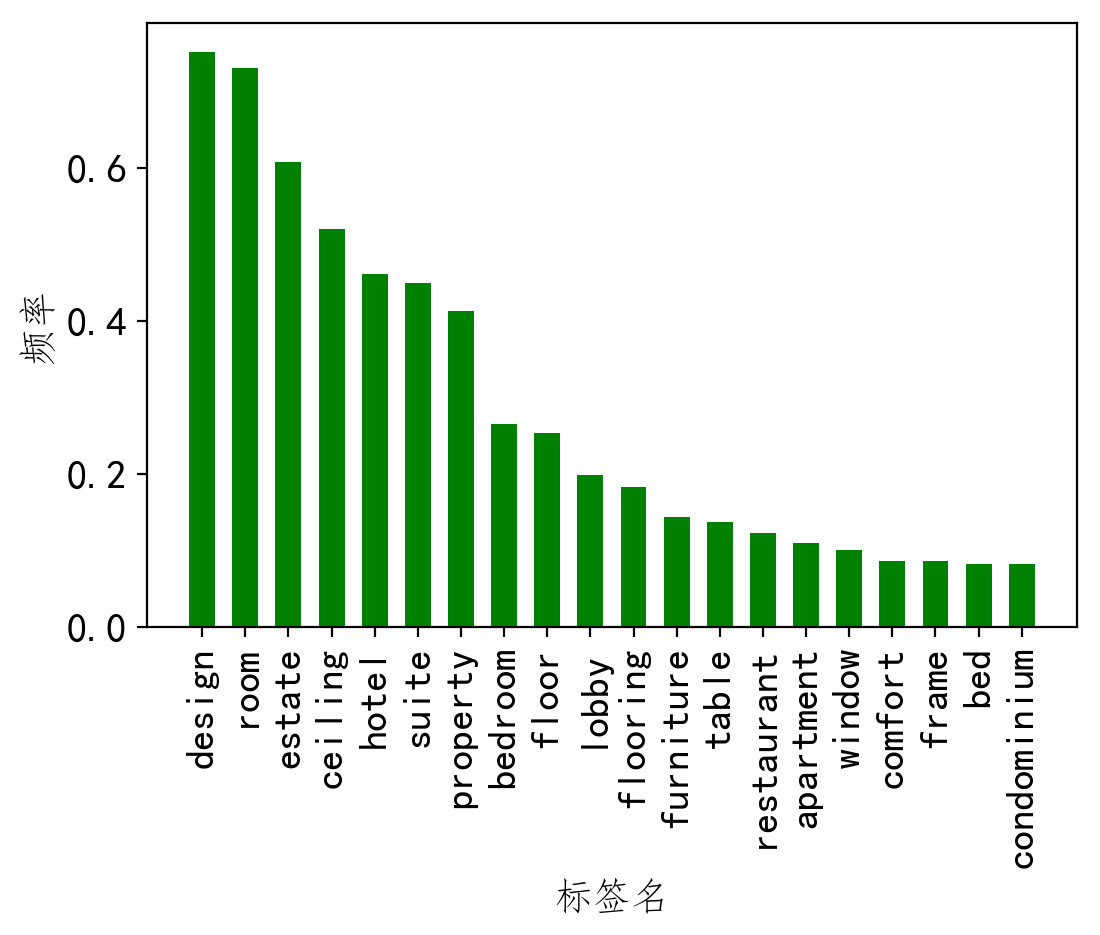 频率
0.6
0.4
0.2
0.0
design
room
estate
ceiling
hotel
suite
property
bedroom
floor
lobby
flooring
furniture
table
restaurant
apartment
window
comfort
frame
bed
condominium
标签名